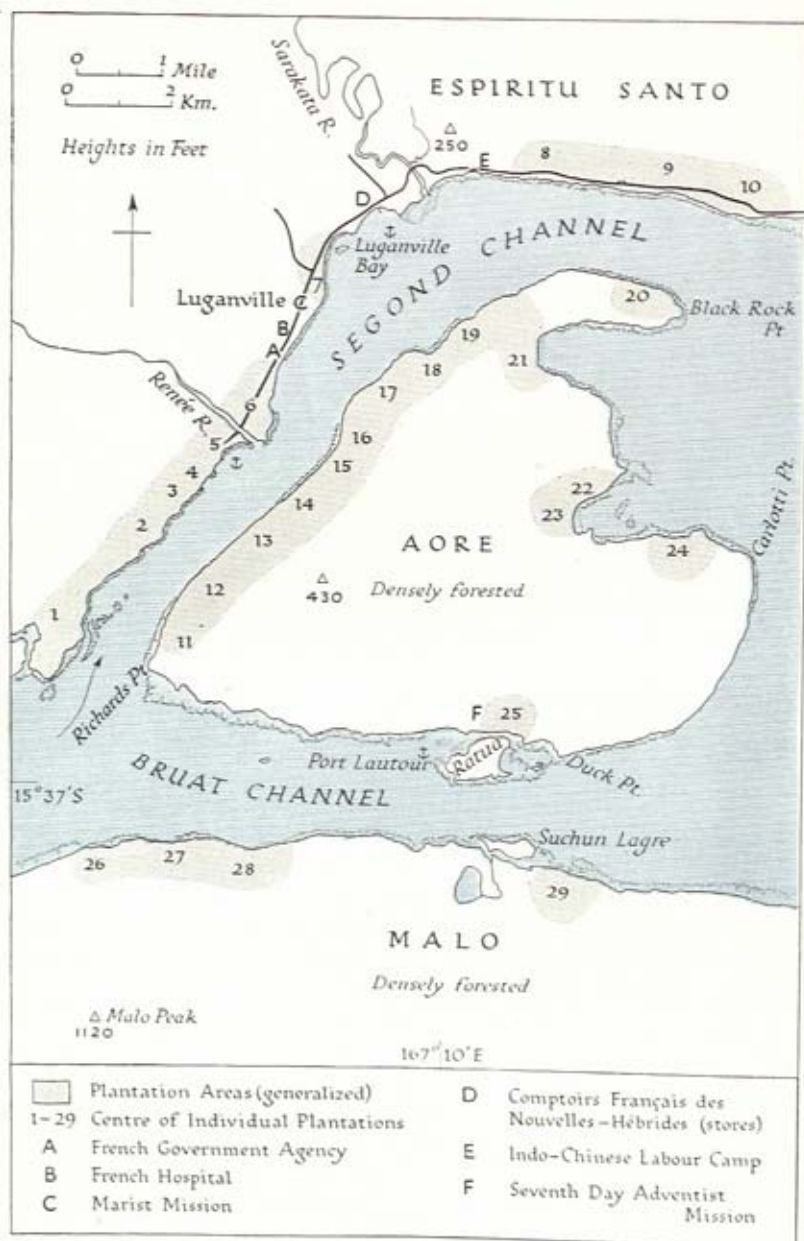 0 1 Mile
0 2 Km.
Heights in Feet
Sarakata R.
ESPIRITU SANTO
250
E
8
9
10
D
Luganville
Bay
SEGOND CHANNEL
7
Luganville C
B
A
20
Black Rock
Pt
19
21
18
17
Renée R.
6
5
16
4
15
3
22
2
14
23
Carlotti Pt.
13
AORE
24
12
430
Densely forested
1
11
Richards Pt
F 25
Port Lautour
Ratua
Duck Pt.
BRUAT CHANNEL
15°37'S
Suchun Lagre
26
27
28
29
MALO
Densely forested
Malo Peak
1120
167° 10'E
Plantation Areas (generalized)
1-29 Centre of Individual Plantations
A French Government Agency
B French Hospital
C Marist Mission
D Comptoirs Français des
Nouvelles-Hébrides (stores)
E Indo-Chinese Labour Camp
F Seventh Day Adventist
Mission